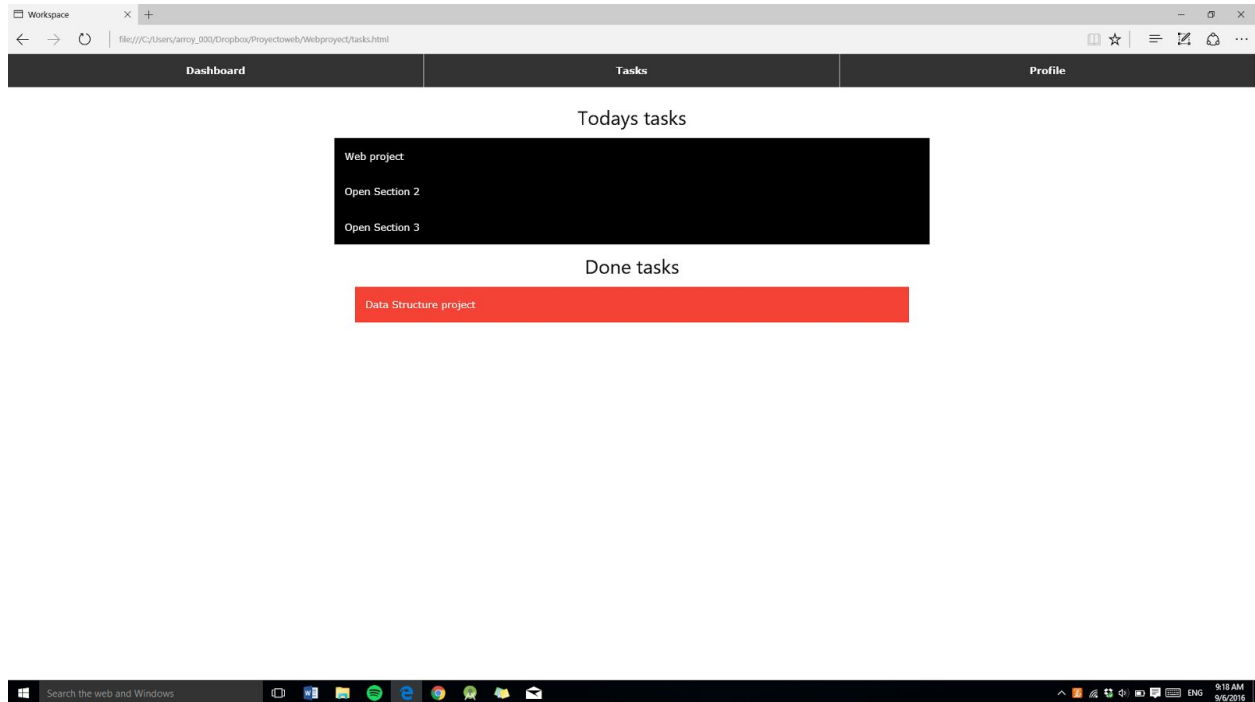 Workspace
file:///C:/Users/arroy_000/Dropbox/Proyectoweb/Webproyect/tasks.html
Dashboard Tasks Profile
Todays tasks
Web project
Open Section 2
Open Section 3
Done tasks
Data Structure project
Search the web and Windows
ENG
9:18 AM
9/6/2016